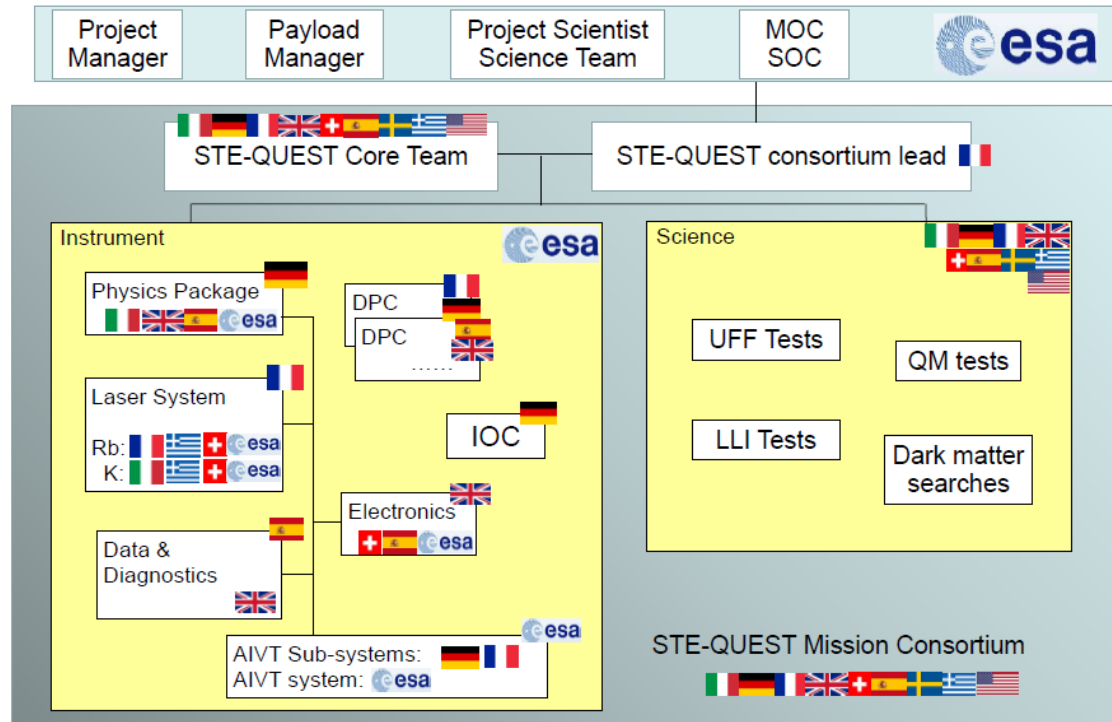 Project
Manager
Payload
Manager
Project Scientist
Science Team
MOC
SOC
esa
STE-QUEST Core Team
STE-QUEST consortium lead
Instrument
esa
Physics Package
esa
DPC
DPC
......
Laser System
Rb: esa
K: esa
IOC
Electronics
esa
Data &
Diagnostics
esa
AIVT Sub-systems:
AIVT system: esa
Science
UFF Tests
QM tests
LLI Tests
Dark matter
searches
STE-QUEST Mission Consortium